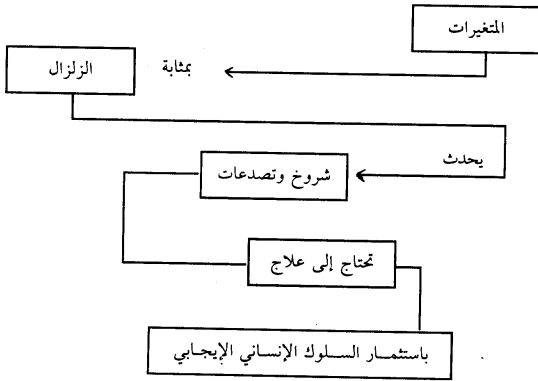 المتغيرات
بمثابة
الزلزال
يحدث
شروخ وتصدعات
تحتاج إلى علاج
باستثمار السلوك الإنساني الإيجابي